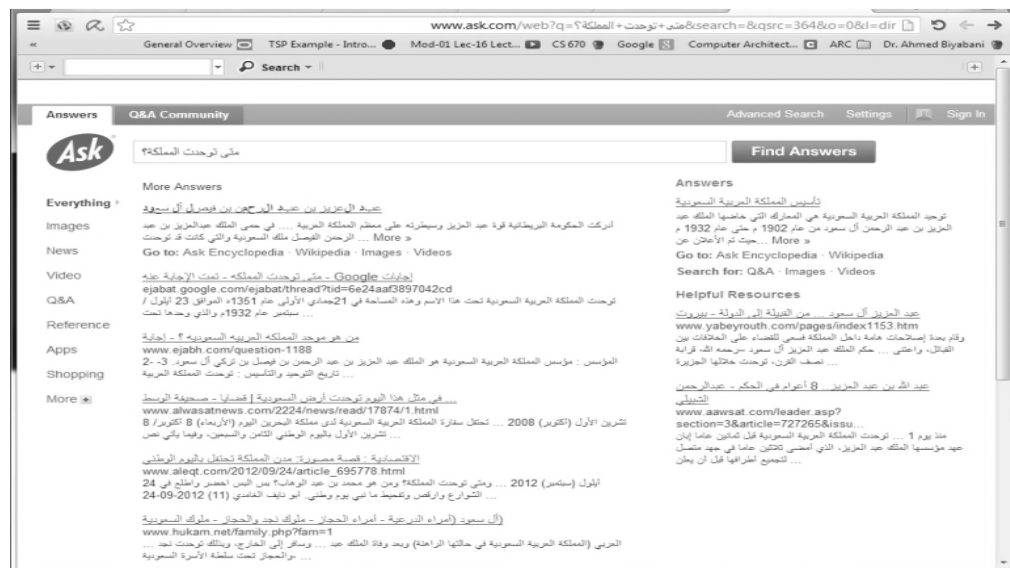 www.ask.com/web?q=متى+توحدت+المملكة؟&search=&qsrc=364&o=0&l=dir
General Overview TSP Example - Intro... Mod-01 Lec-16 Lect... CS 670 Google Computer Architect... ARC Dr. Ahmed Biyabani
Search
Answers Q&A Community Advanced Search Settings Sign In
Ask
متى توحدت المملكة؟
Find Answers
Everything
Images
News
Video
Q&A
Reference
Apps
Shopping
More
More Answers
عبد العزيز بن عبد الرحمن بن فيصل آل سعود
ادركت الحكومة البريطانية قوة عبد العزيز وسيطرته على معظم المملكة العربية .... في حمى الملك عبدالعزيز بن عبد
الرحمن الفيصل ملك السعودية والتي كانت قد توحدت ... More »
Go to: Ask Encyclopedia · Wikipedia · Images · Videos
إجابات Google - متى توحدت المملكه - تمت الإجابة عنه
ejabat.google.com/ejabat/thread?tid=6e24aaf3897042cd
توحدت المملكة العربية السعودية تحت هذا الاسم وهذه المساحة في 21جمادي الأولى عام 1351ه الموافق 23 أيلول /
سبتمبر عام 1932م والذي وحدها تحت ...
من هو موحد المملكه العربيه السعوديه ؟ - إجابة
www.ejabh.com/question-1188
المؤسس : مؤسس المملكة العربية السعودية هو الملك عبد العزيز بن عبد الرحمن بن فيصل بن تركي آل سعود. 3- 2-
تاريخ التوحيد والتأسيس : توحدت المملكة العربية ...
في مثل هذا اليوم توحدت أرض السعودية | قضايا - صحيفة الوسط ...
www.alwasatnews.com/2224/news/read/17874/1.html
تشرين الأول (أكتوبر) 2008 ... تحتفل سفارة المملكة العربية السعودية لدى مملكة البحرين اليوم (الأربعاء) 8 أكتوبر/ 8
تشرين الأول باليوم الوطني الثامن والسبعين، وفيما يأتي نص ...
الاقتصادية : قصة مصورة: مدن المملكة تحتفل باليوم الوطني
www.aleqt.com/2012/09/24/article_695778.html
أيلول (سبتمبر) 2012 ... ومتى توحدت المملكة؟ ومن هو محمد بن عبد الوهاب؟ بس البس اخضر واطلع في 24
الشوارع وارقص وتفحيط ما نبي يوم وطني. أبو نايف الغامدي (11) 2012-09-24 ...
(آل سعود (أمراء الدرعية - أمراء الحجاز - ملوك نجد والحجاز - ملوك السعودية
www.hukam.net/family.php?fam=1
العربي (المملكة العربية السعودية في حالتها الراهنة) وبعد وفاة الملك عبد ... وسافر إلى الخارج، وبذلك توحدت نجد ...
والحجاز تحت سلطة الأسرة السعودية. ...
Answers
تأسيس المملكة العربية السعودية
توحيد المملكة العربية السعودية هي المعارك التي خاضها الملك عبد
العزيز بن عبد الرحمن آل سعود من عام 1902 م حتى عام 1932 م
حيث تم الأعلان عن... More »
Go to: Ask Encyclopedia · Wikipedia
Search for: Q&A · Images · Videos
Helpful Resources
عبد العزيز آل سعود ... من القبيلة إلى الدولة - بيروت
www.yabeyrouth.com/pages/index1153.htm
وقام بعدة إصلاحات هامة داخل المملكة فسعى للقضاء على الخلافات بين
القبائل، واعتنى ... حكم الملك عبد العزيز آل سعود -رحمه الله- قرابة
نصف القرن، توحدت خلالها الجزيرة ...
عبد الله بن عبد العزيز.. 8 أعوام في الحكم - عبدالرحمن
الشبيلي
www.aawsat.com/leader.asp?
section=3&article=727265&issu...
منذ يوم 1 ... توحدت المملكة العربية السعودية قبل ثمانين عاما إبان
عهد مؤسسها الملك عبد العزيز، الذي أمضى ثلاثين عاما في جهد متصل
لتجميع أطرافها قبل أن يعلن ...